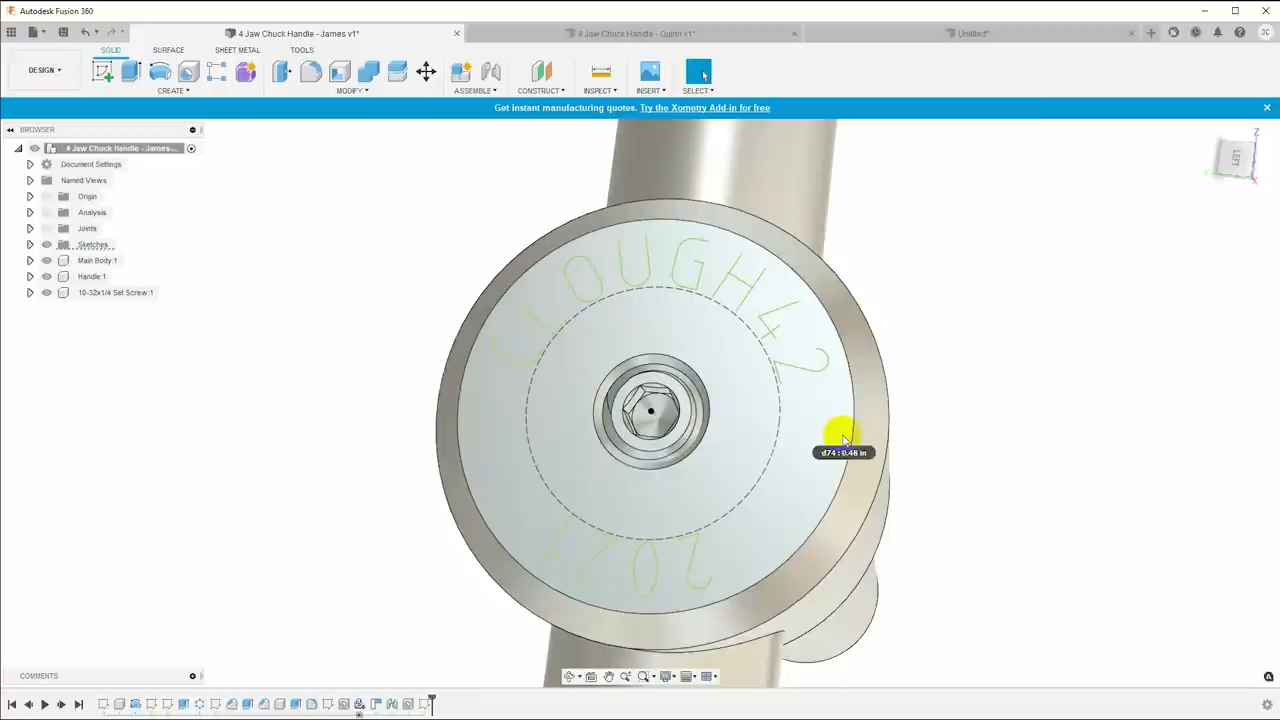 Autodesk Fusion 360
4 Jaw Chuck Handle - James v1*
4 Jaw Chuck Handle - Quinn v1*
Untitled*
JC
SOLID
SURFACE
SHEET METAL
TOOLS
DESIGN
CREATE
MODIFY
ASSEMBLE
CONSTRUCT
INSPECT
INSERT
SELECT
Get instant manufacturing quotes. Try the Xometry Add-in for free
BROWSER
4 Jaw Chuck Handle - James...
Document Settings
Named Views
Origin
Analysis
Joints
Sketches
Main Body:1
Handle:1
10-32x1/4 Set Screw:1
Z
LEFT
Y
X
CLOUGH42
d74 : 0.48 in
2021
COMMENTS